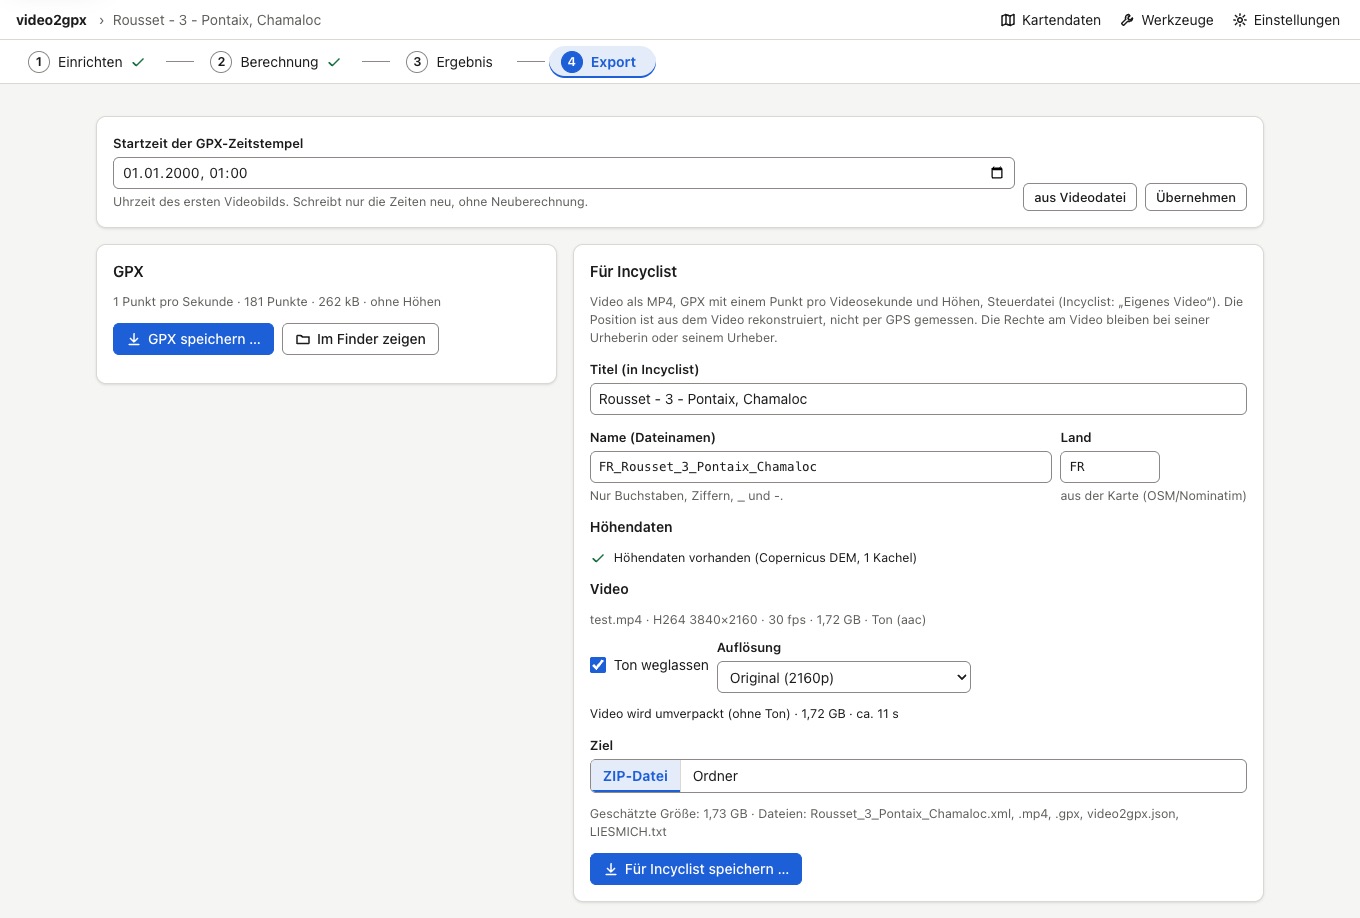 video2gpx › Rousset - 3 - Pontaix, Chamaloc
Kartendaten Werkzeuge Einstellungen
1 Einrichten 2 Berechnung 3 Ergebnis 4 Export
Startzeit der GPX-Zeitstempel
01.01.2000, 01:00
Uhrzeit des ersten Videobilds. Schreibt nur die Zeiten neu, ohne Neuberechnung.
aus Videodatei Übernehmen
GPX
1 Punkt pro Sekunde · 181 Punkte · 262 kB · ohne Höhen
GPX speichern ... Im Finder zeigen
Für Incyclist
Video als MP4, GPX mit einem Punkt pro Videosekunde und Höhen, Steuerdatei (Incyclist: „Eigenes Video“). Die
Position ist aus dem Video rekonstruiert, nicht per GPS gemessen. Die Rechte am Video bleiben bei seiner
Urheberin oder seinem Urheber.
Titel (in Incyclist)
Rousset - 3 - Pontaix, Chamaloc
Name (Dateinamen) Land
FR_Rousset_3_Pontaix_Chamaloc FR
Nur Buchstaben, Ziffern, _ und -. aus der Karte (OSM/Nominatim)
Höhendaten
Höhendaten vorhanden (Copernicus DEM, 1 Kachel)
Video
test.mp4 · H264 3840×2160 · 30 fps · 1,72 GB · Ton (aac)
Auflösung
Ton weglassen Original (2160p)
Video wird umverpackt (ohne Ton) · 1,72 GB · ca. 11 s
Ziel
ZIP-Datei Ordner
Geschätzte Größe: 1,73 GB · Dateien: Rousset_3_Pontaix_Chamaloc.xml, .mp4, .gpx, video2gpx.json,
LIESMICH.txt
Für Incyclist speichern ...